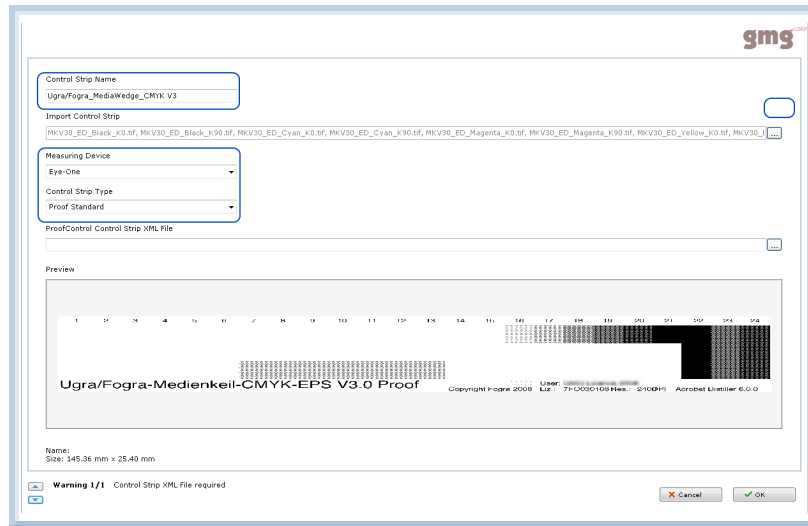 gmg color
Control Strip Name
Ugra/Fogra_MediaWedge_CMYK V3
Import Control Strip
MKV30_ED_Black_K0.tif, MKV30_ED_Black_K90.tif, MKV30_ED_Cyan_K0.tif, MKV30_ED_Cyan_K90.tif, MKV30_ED_Magenta_K0.tif, MKV30_ED_Magenta_K90.tif, MKV30_ED_Yellow_K0.tif, MKV30_ ...
Measuring Device
Eye-One
Control Strip Type
Proof Standard
ProofControl Control Strip XML File
...
Preview
1 2 3 4 5 6 7 8 9 10 11 12 13 14 15 16 17 18 19 20 21 22 23 24
Ugra/Fogra-Medienkeil-CMYK-EPS V3.0 Proof
Copyright Fogra 2008
User:
Liz.: Res.: 2400 Acrobat Distiller 6.0.0
Name:
Size: 145.36 mm x 25.40 mm
Warning 1/1 Control Strip XML File required
Cancel OK